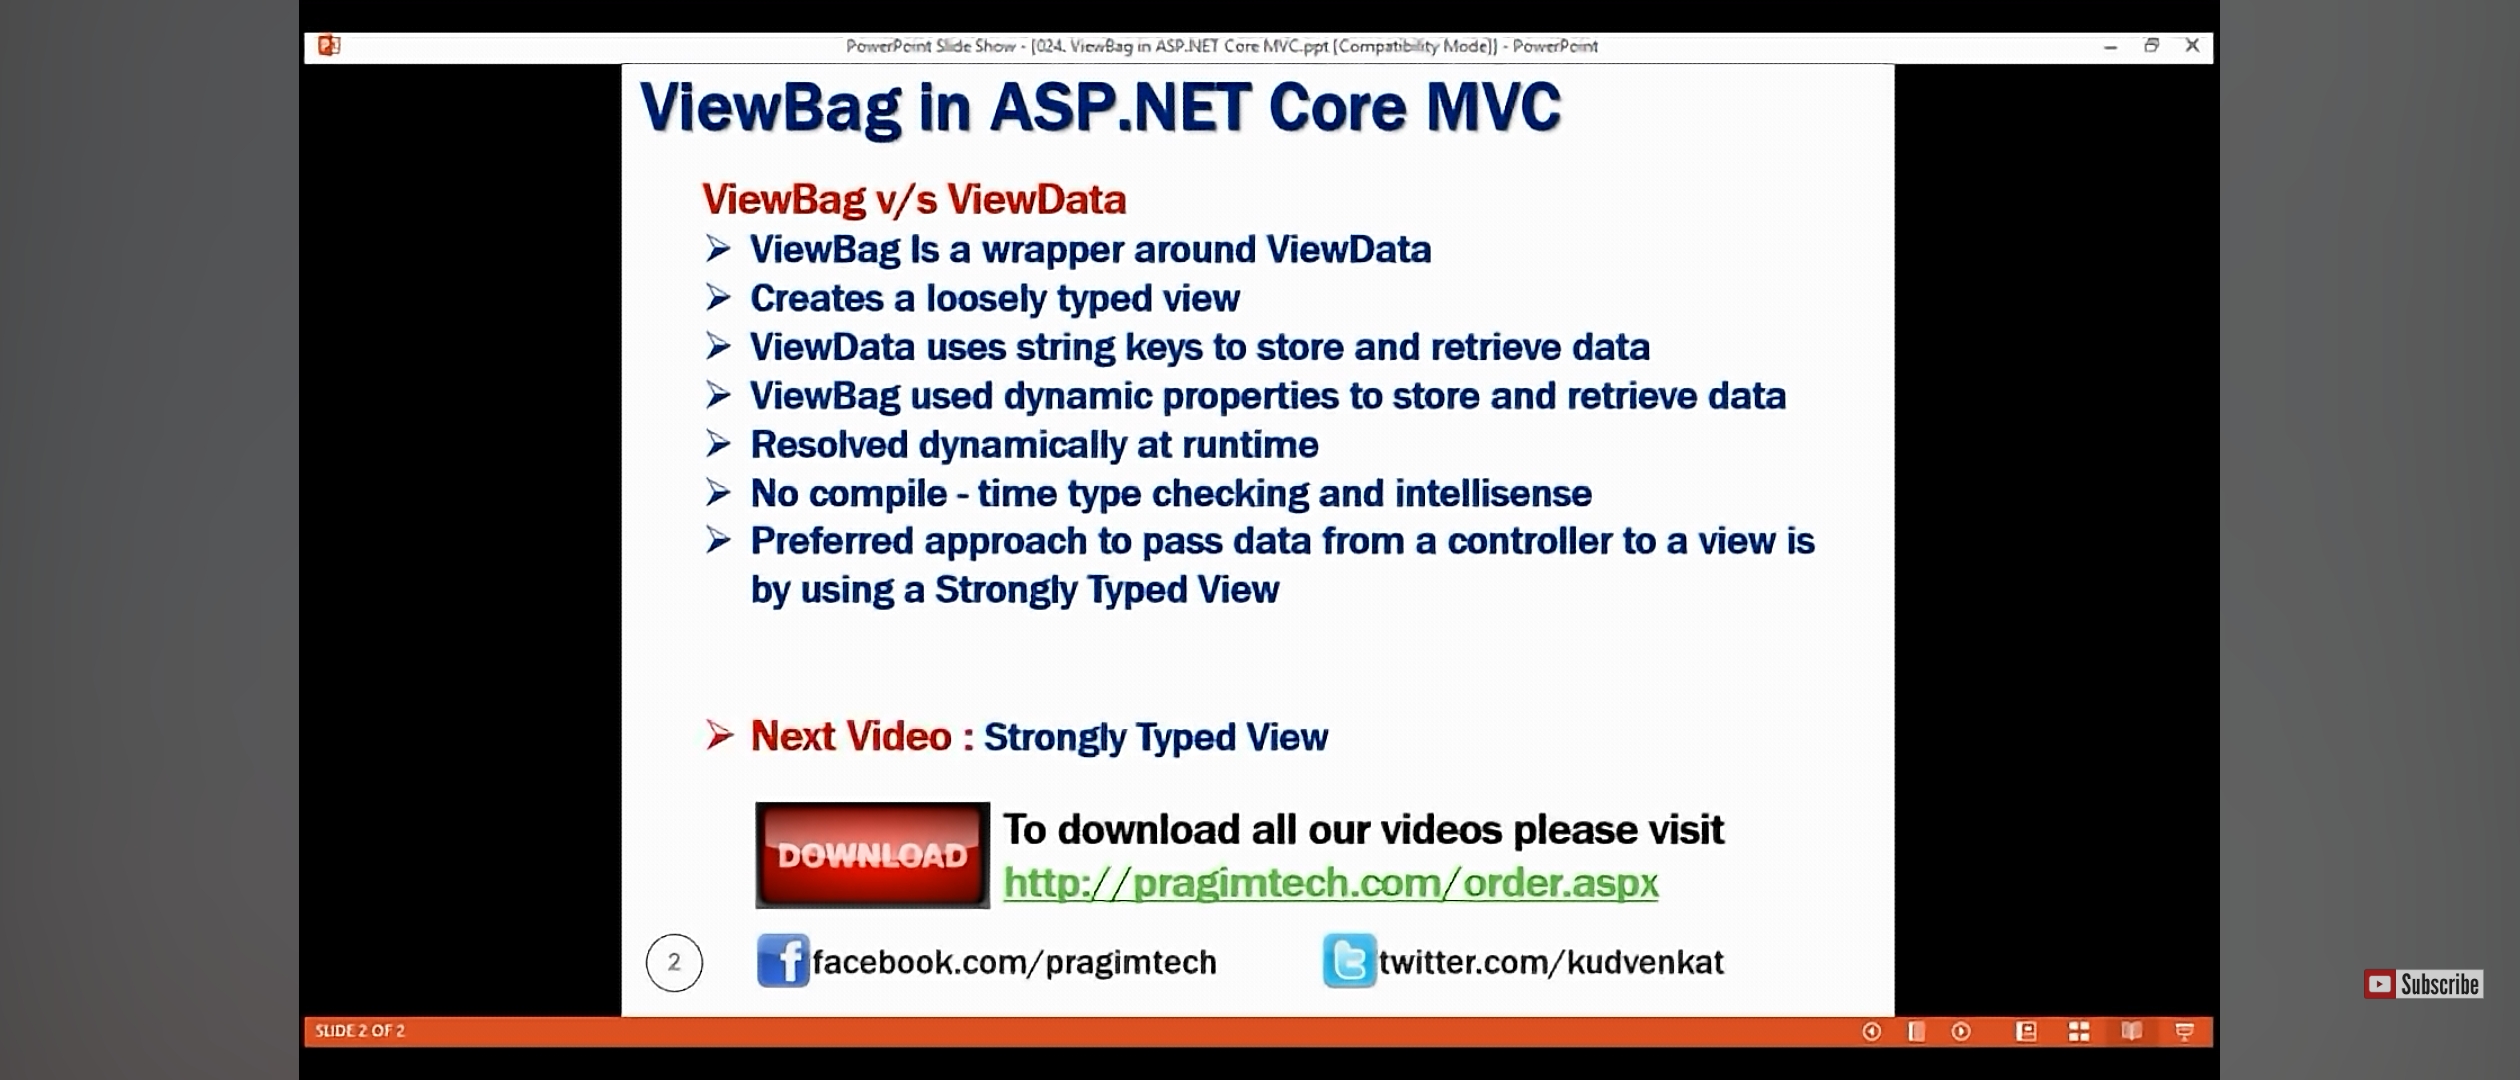 PowerPoint Slide Show - [024. ViewBag in ASP.NET Core MVC.ppt [Compatibility Mode]] - PowerPoint
ViewBag in ASP.NET Core MVC
ViewBag v/s ViewData
➢ ViewBag Is a wrapper around ViewData
➢ Creates a loosely typed view
➢ ViewData uses string keys to store and retrieve data
➢ ViewBag used dynamic properties to store and retrieve data
➢ Resolved dynamically at runtime
➢ No compile - time type checking and intellisense
➢ Preferred approach to pass data from a controller to a view is
by using a Strongly Typed View
➢ Next Video : Strongly Typed View
DOWNLOAD
To download all our videos please visit
http://pragimtech.com/order.aspx
2
facebook.com/pragimtech
twitter.com/kudvenkat
Subscribe
SLIDE 2 OF 2